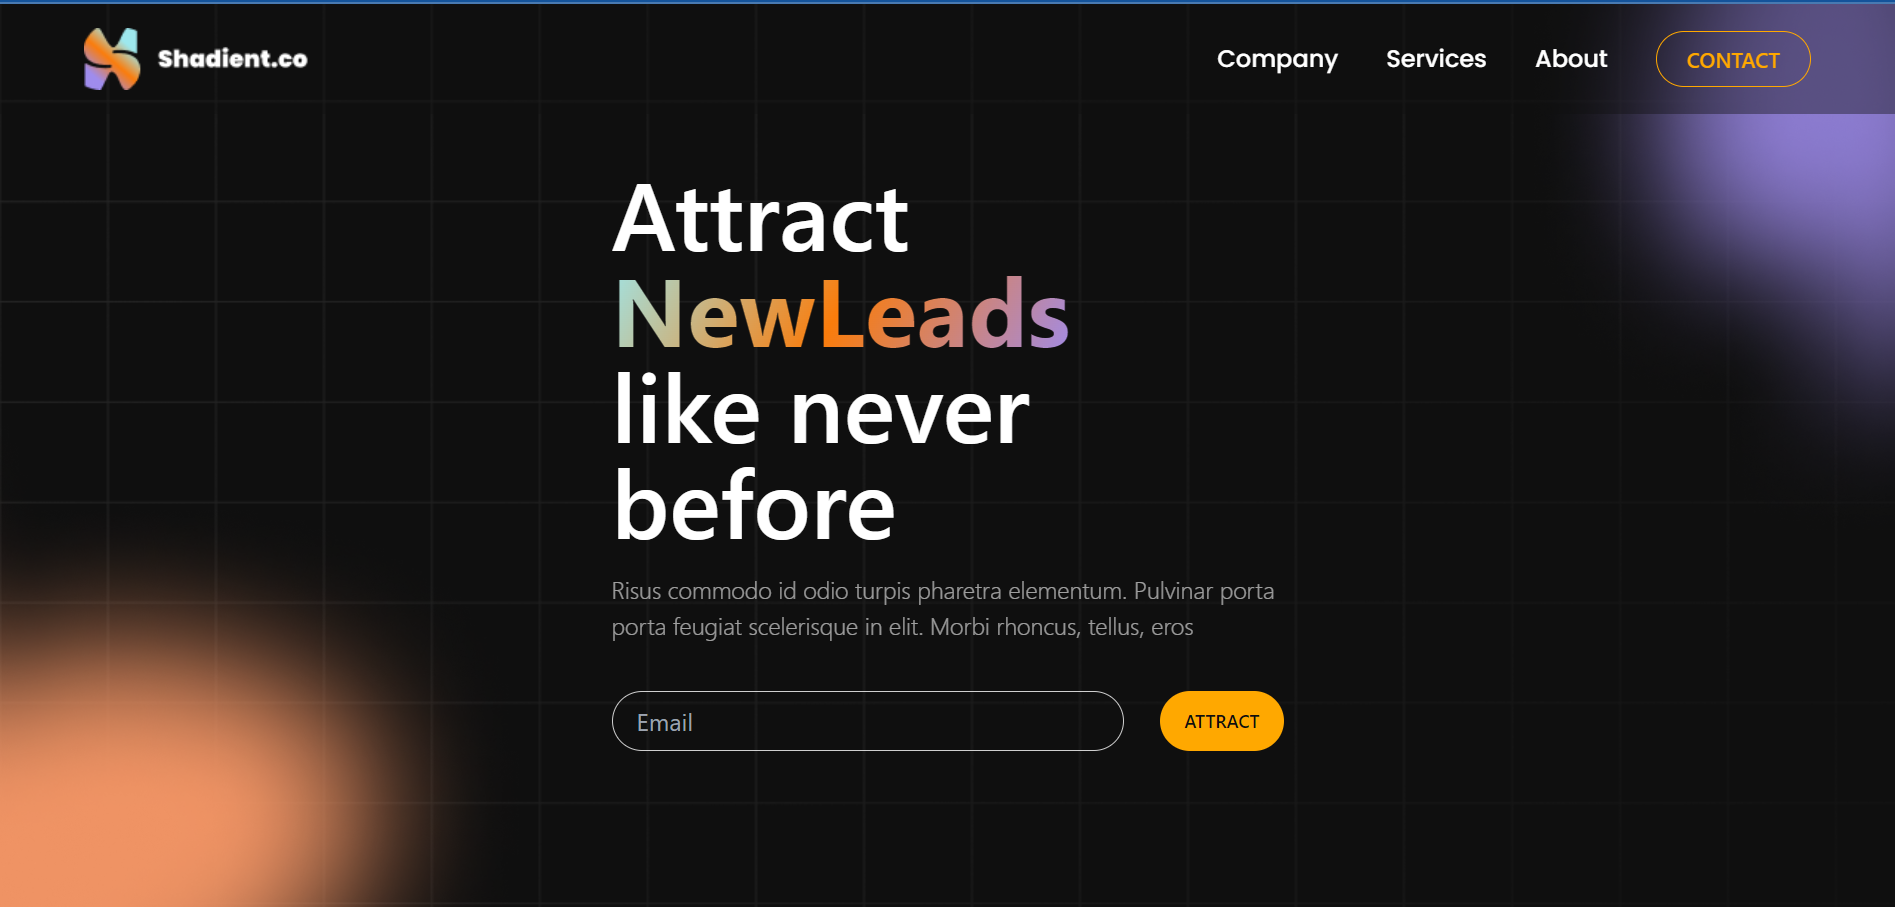 Shadient.co
Company Services About CONTACT
Attract
NewLeads
like never
before
Risus commodo id odio turpis pharetra elementum. Pulvinar porta
porta feugiat scelerisque in elit. Morbi rhoncus, tellus, eros
Email ATTRACT